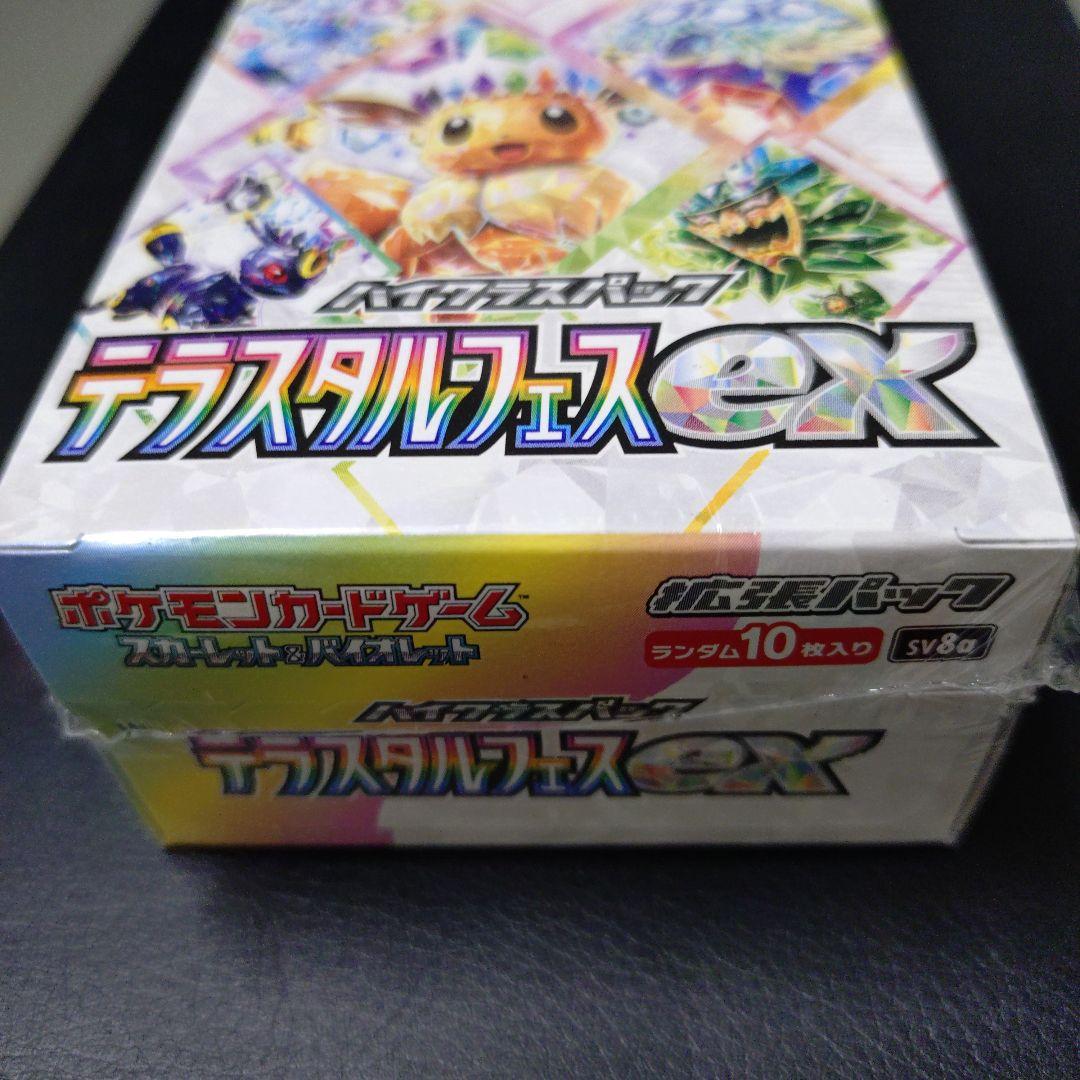 ハイクラスパック
テラスタルフェスex
ポケモンカードゲーム™
スカーレット&バイオレット
拡張パック
ランダム10枚入り
SV8a
ハイクラスパック
テラスタルフェスex